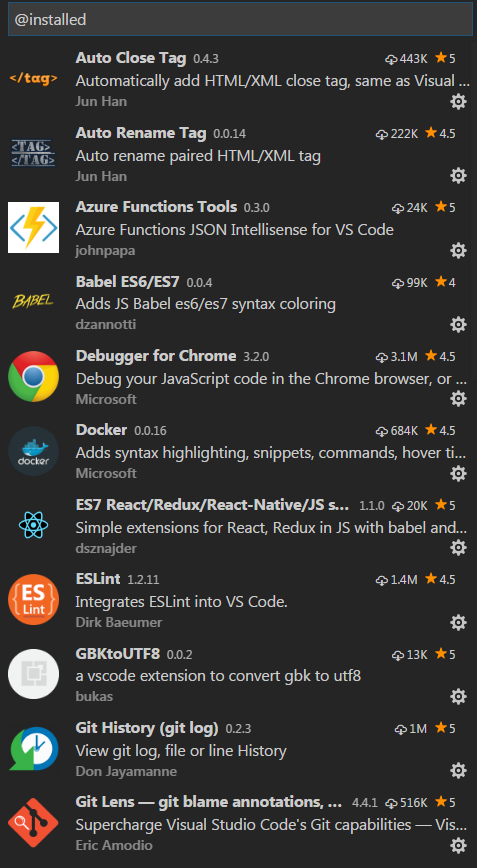 @installed
Auto Close Tag 0.4.3 443K 5
</tag> Automatically add HTML/XML close tag, same as Visual ...
Jun Han
Auto Rename Tag 0.0.14 222K 4.5
<TAG>
</TAG> Auto rename paired HTML/XML tag
Jun Han
Azure Functions Tools 0.3.0 24K 5
Azure Functions JSON Intellisense for VS Code
johnpapa
Babel ES6/ES7 0.0.4 99K 4
BABEL Adds JS Babel es6/es7 syntax coloring
dzannotti
Debugger for Chrome 3.2.0 3.1M 4.5
Debug your JavaScript code in the Chrome browser, or ...
Microsoft
Docker 0.0.16 684K 4.5
docker Adds syntax highlighting, snippets, commands, hover ti...
Microsoft
ES7 React/Redux/React-Native/JS s... 1.1.0 20K 5
Simple extensions for React, Redux in JS with babel and...
dsznajder
ESLint 1.2.11 1.4M 4.5
{ES}
Lint Integrates ESLint into VS Code.
Dirk Baeumer
GBKtoUTF8 0.0.2 13K 5
a vscode extension to convert gbk to utf8
bukas
Git History (git log) 0.2.3 1M 5
View git log, file or line History
Don Jayamanne
Git Lens — git blame annotations, ... 4.4.1 516K 5
Supercharge Visual Studio Code's Git capabilities — Vis...
Eric Amodio